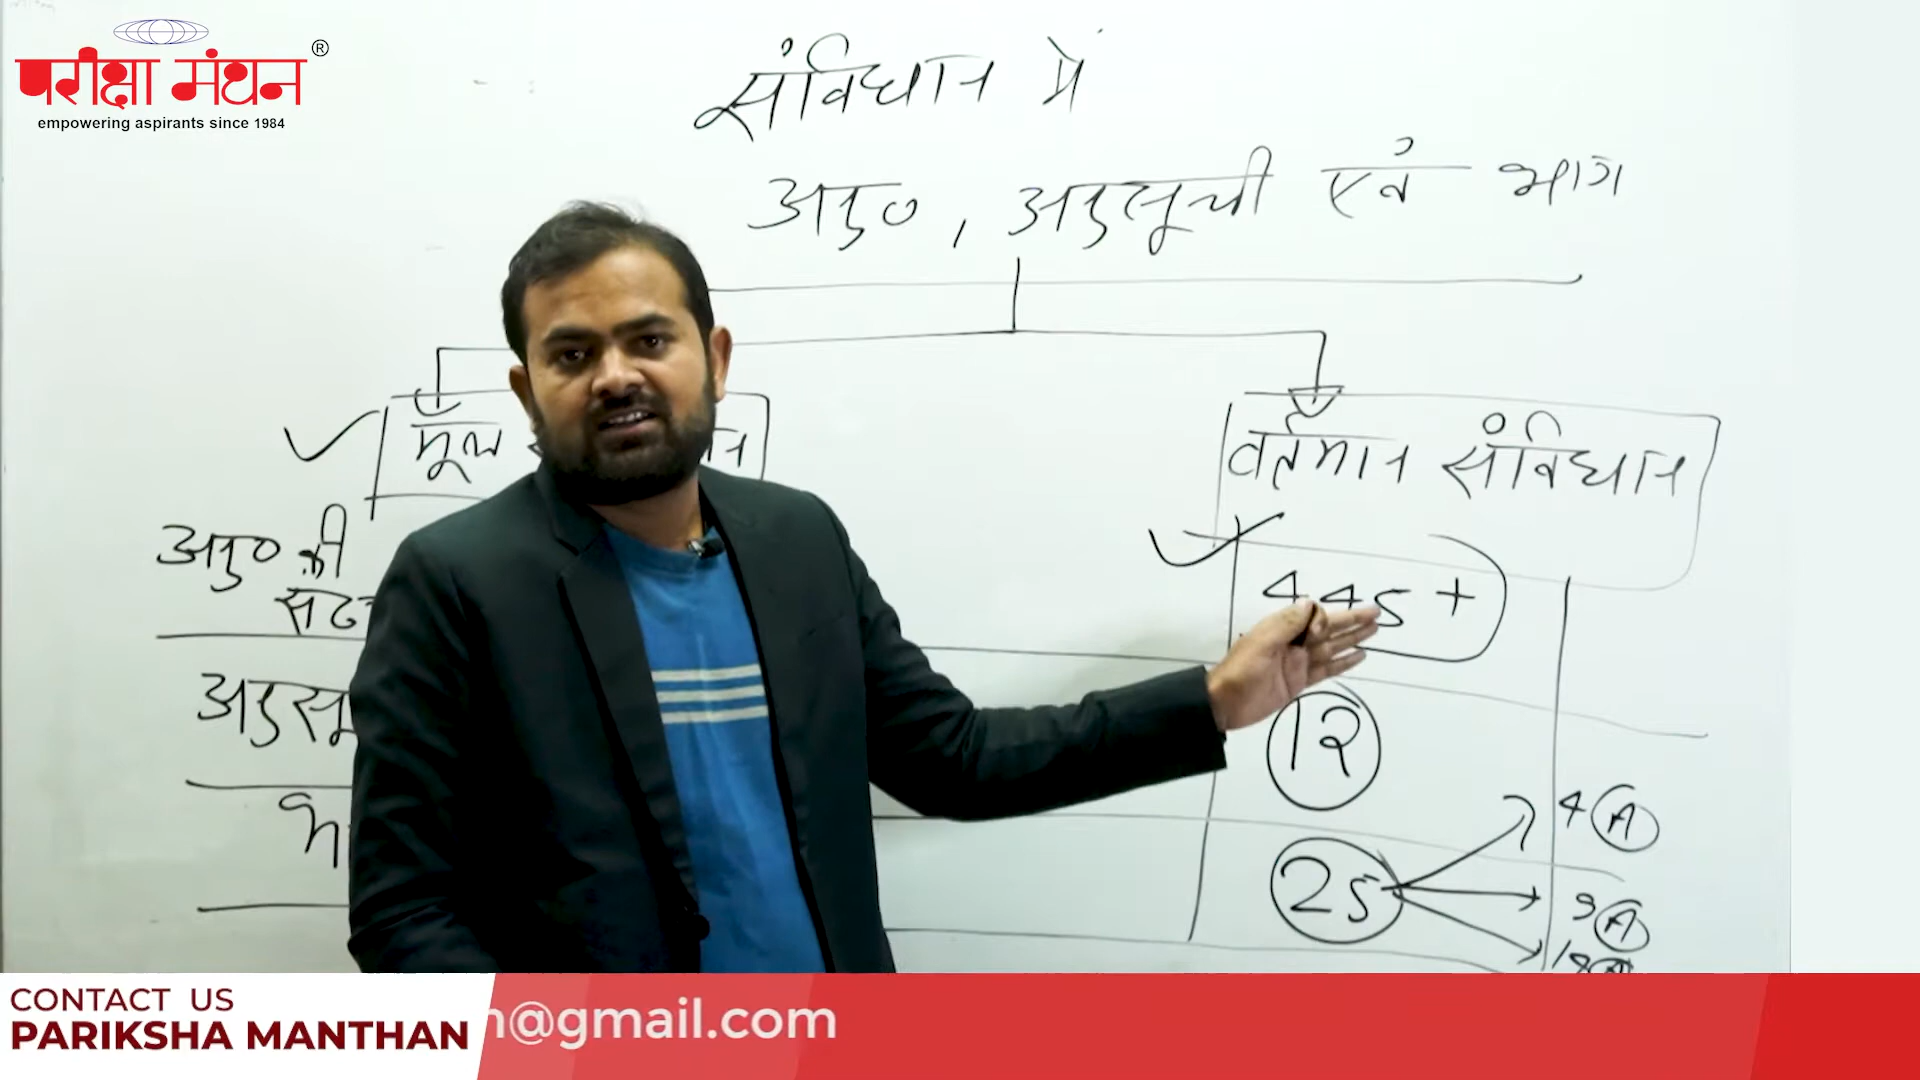 परीक्षा मंथन ®
empowering aspirants since 1984
संविधान में
अनु० , अनुसूची एवं भाग
मूल
वर्तमान संविधान
अनु० की
445 +
12
25
4 A
9 A
CONTACT US
PARIKSHA MANTHAN
@gmail.com